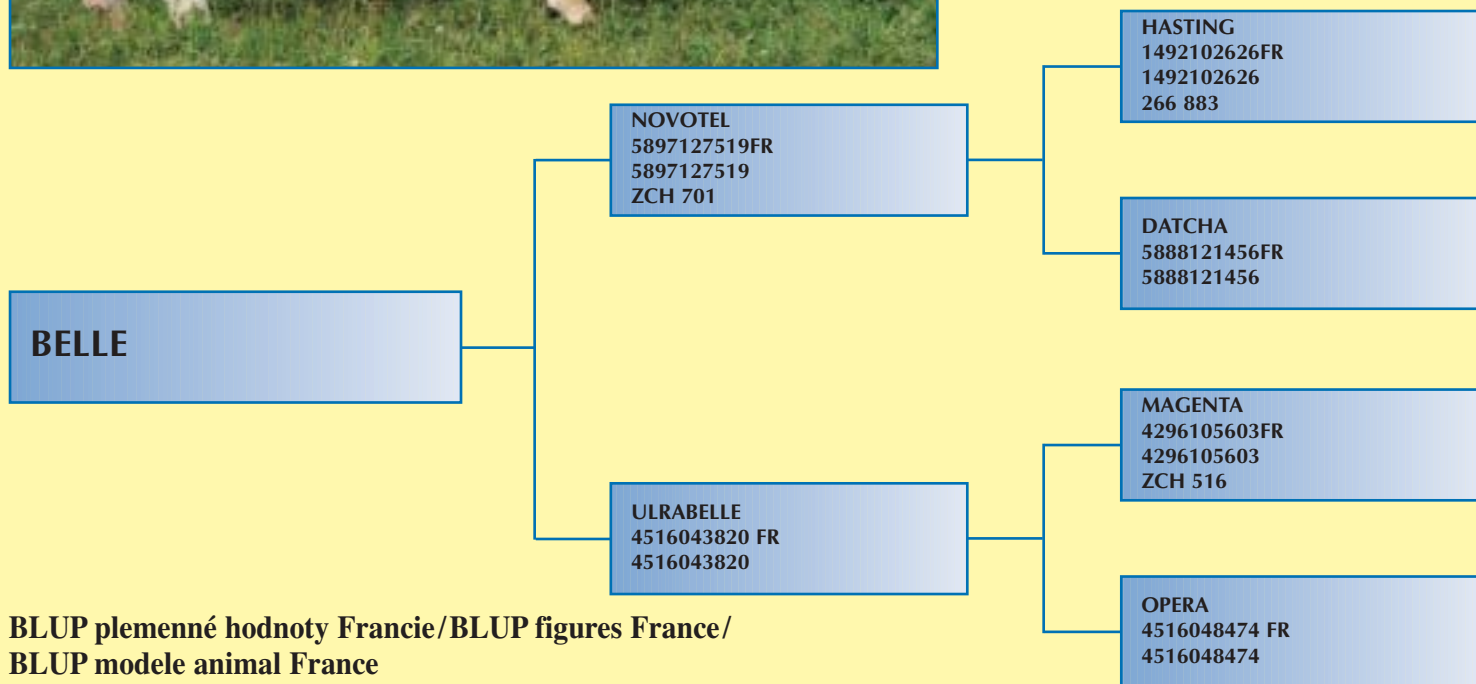 HASTING
1492102626FR
1492102626
266 883
NOVOTEL
5897127519FR
5897127519
ZCH 701
DATCHA
5888121456FR
5888121456
BELLE
MAGENTA
4296105603FR
4296105603
ZCH 516
ULRABELLE
4516043820 FR
4516043820
OPERA
4516048474 FR
4516048474
BLUP plemenné hodnoty Francie/BLUP figures France/
BLUP modele animal France